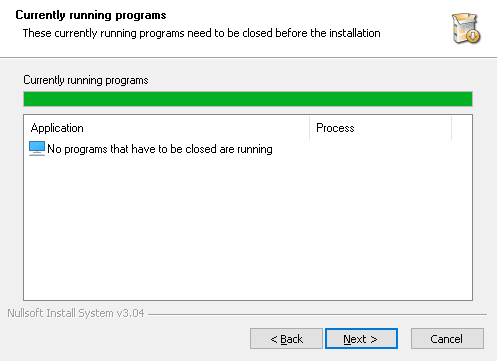 Currently running programs
These currently running programs need to be closed before the installation
Currently running programs
Application Process
No programs that have to be closed are running
Nullsoft Install System v3.04
< Back Next > Cancel